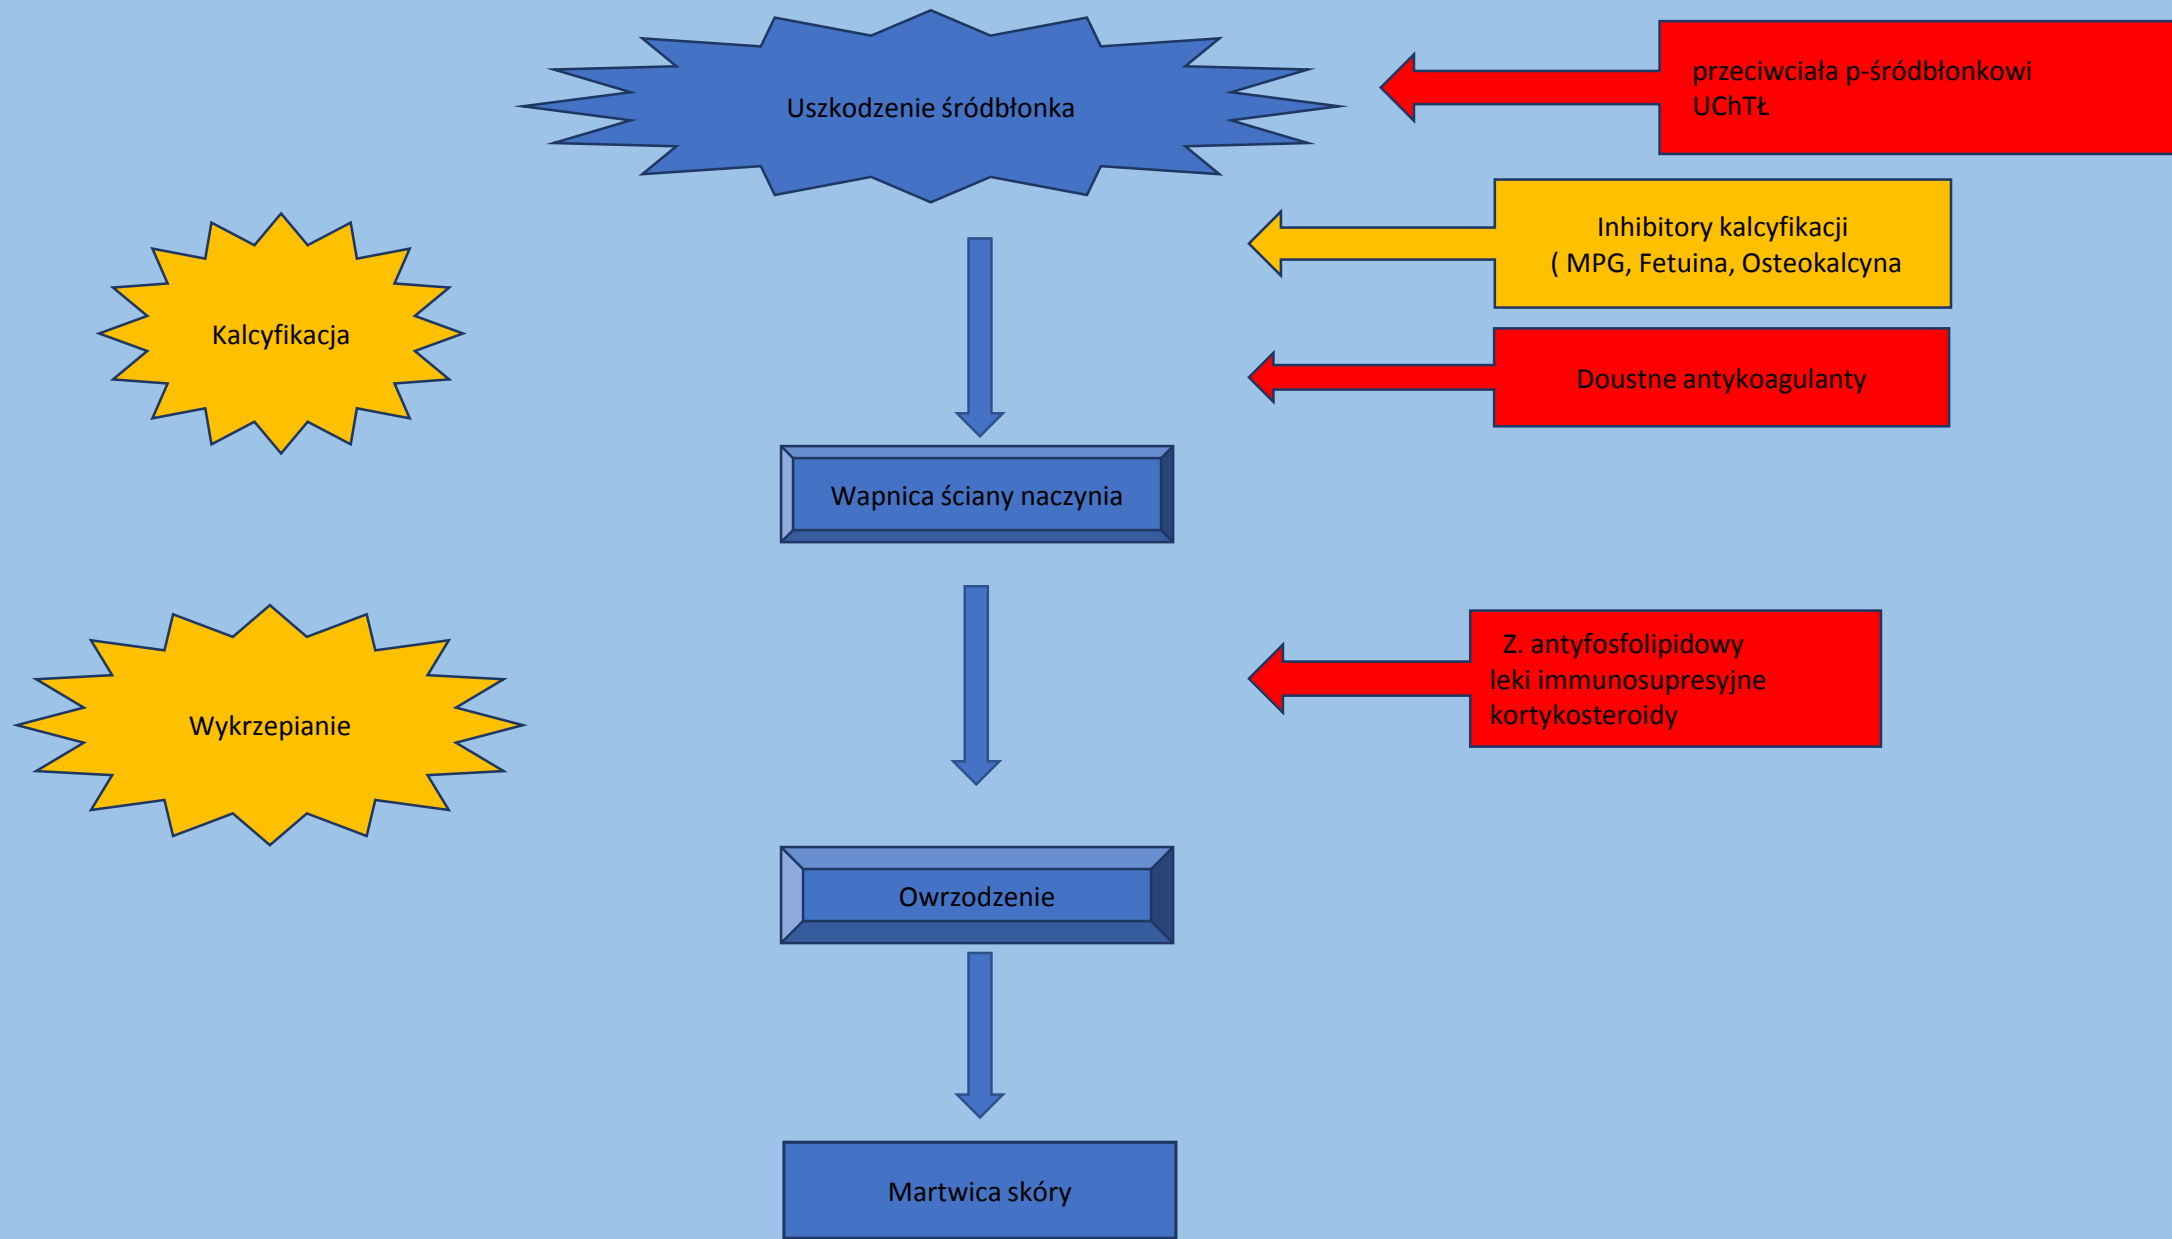 Uszkodzenie śródbłonka
przeciwciała p-śródbłonkowi
UChTŁ
Inhibitory kalcyfikacji
( MPG, Fetuina, Osteokalcyna
Kalcyfikacja
Doustne antykoagulanty
Wapnica ściany naczynia
Z. antyfosfolipidowy
leki immunosupresyjne
kortykosteroidy
Wykrzepianie
Owrzodzenie
Martwica skóry